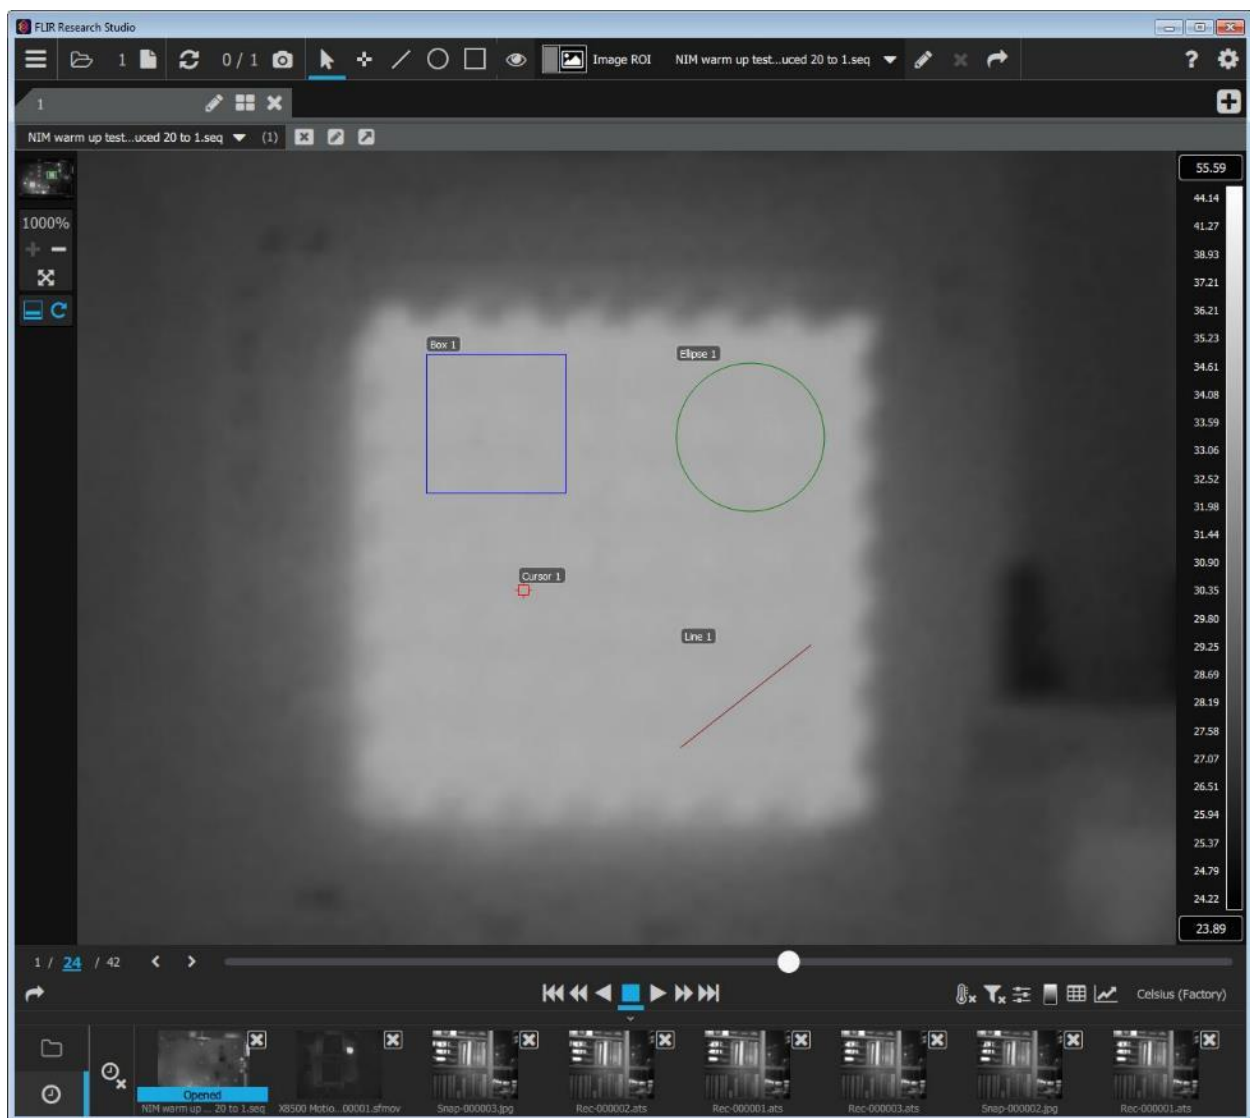 FLIR Research Studio
1 0 / 1 Image ROI NIM warm up test...uced 20 to 1.seq ?
1
NIM warm up test...uced 20 to 1.seq (1)
1000%
Box 1
Elipse 1
Cursor 1
Line 1
55.59
44.14
41.27
38.93
37.21
36.21
35.23
34.61
34.08
33.59
33.06
32.52
31.98
31.44
30.90
30.35
29.80
29.25
28.69
28.19
27.58
27.07
26.51
25.94
25.37
24.79
24.22
23.89
1 / 24 / 42
Celsius (Factory)
Opened
NIM warm up ... 20 to 1.seq X8500 Motio...00001.sfmov Snap-000003.jpg Rec-000002.ats Rec-000001.ats Rec-000003.ats Snap-000002.jpg Rec-000001.ats